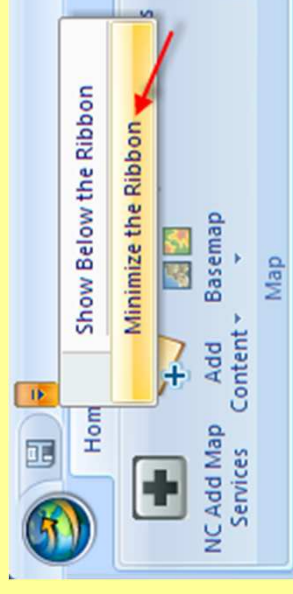 Show Below the Ribbon
Minimize the Ribbon
Hom
s
NC Add Map
Services
Add
Content
Basemap
Map